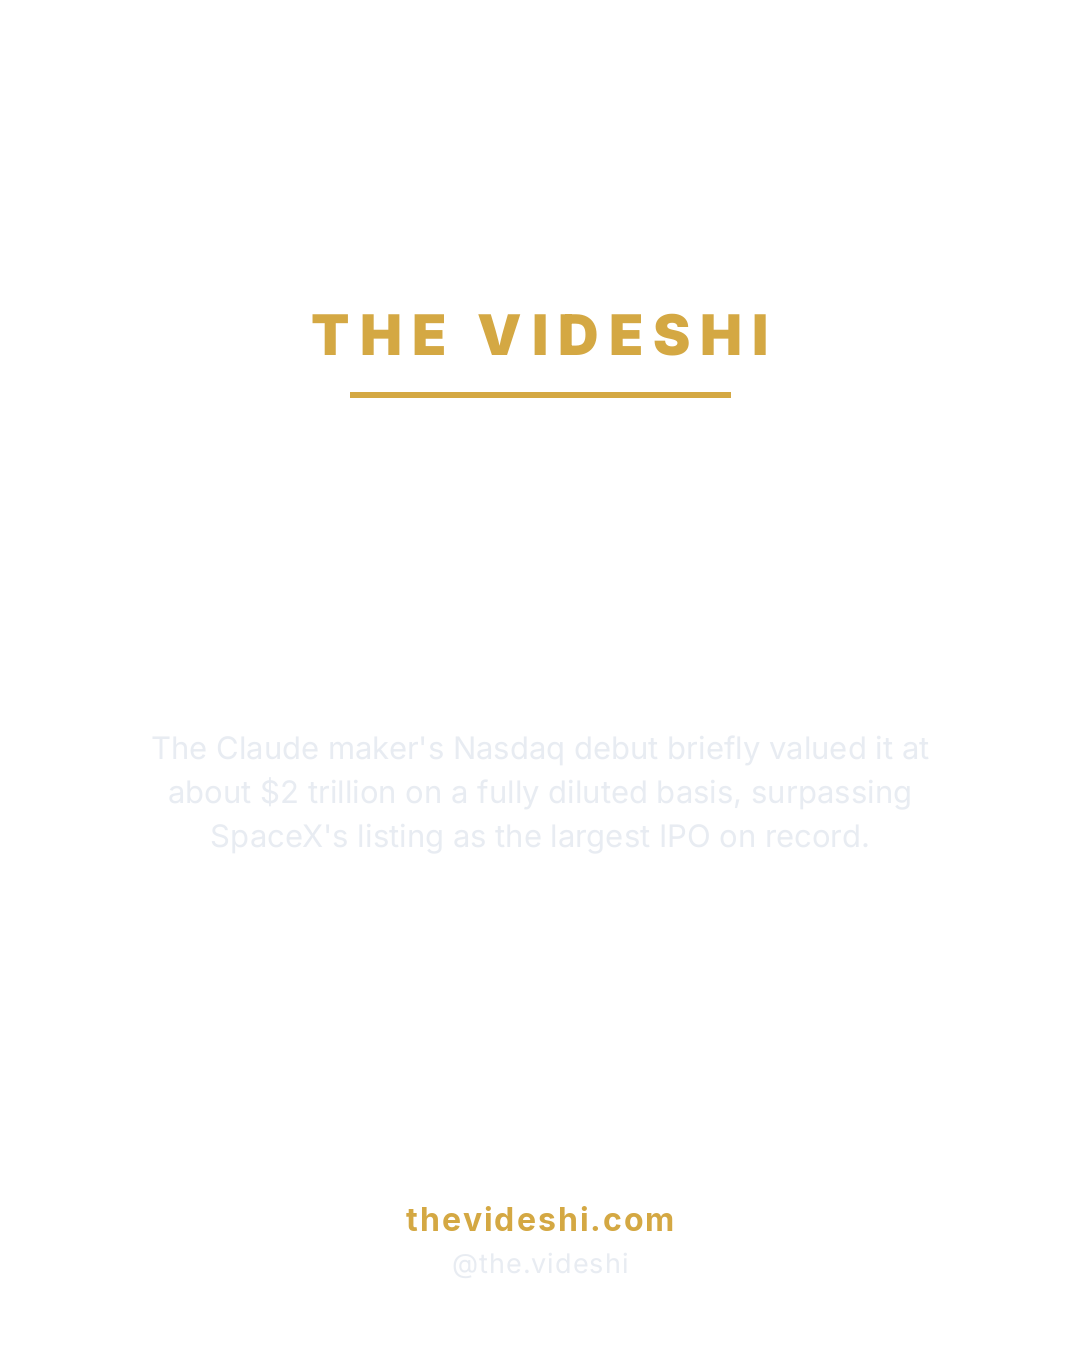 THE VIDESHI
The Claude maker's Nasdaq debut briefly valued it at
about $2 trillion on a fully diluted basis, surpassing
SpaceX's listing as the largest IPO on record.
thevideshi.com
@the.videshi